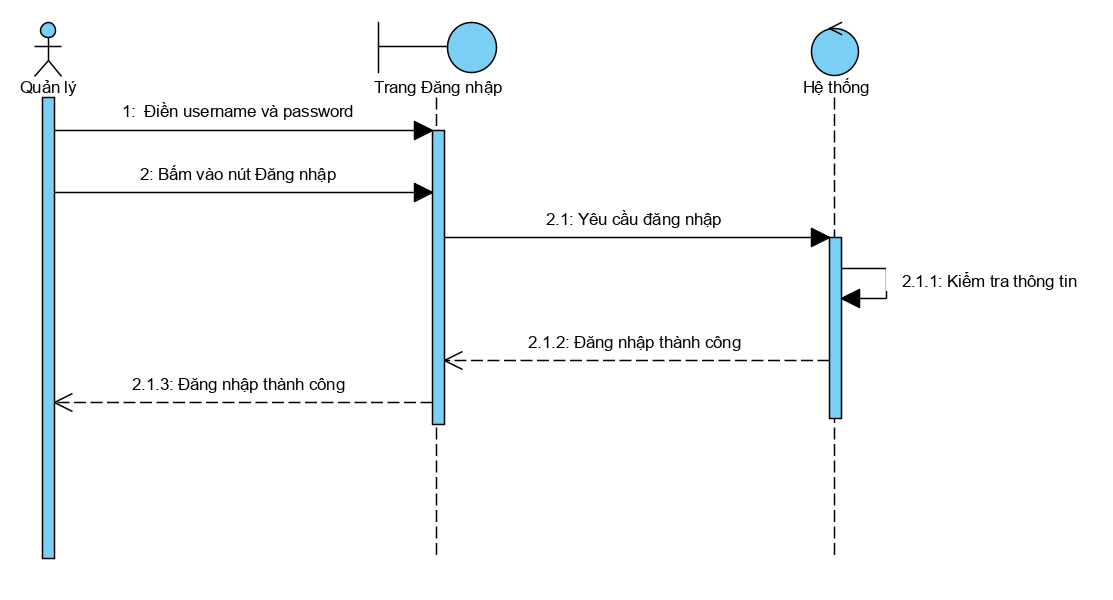 Quản lý
Trang Đăng nhập
Hệ thống
1: Điền username và password
2: Bấm vào nút Đăng nhập
2.1: Yêu cầu đăng nhập
2.1.1: Kiểm tra thông tin
2.1.2: Đăng nhập thành công
2.1.3: Đăng nhập thành công